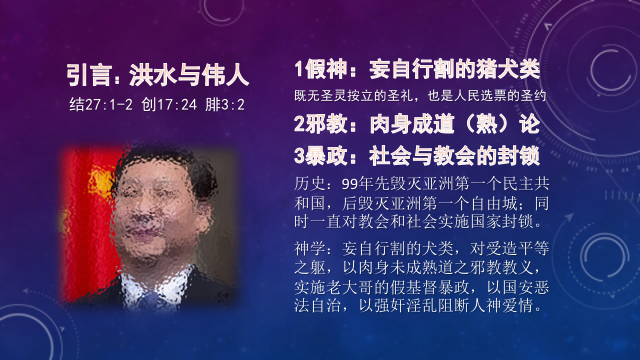 引言：洪水与伟人
结27:1-2 创17:24 腓3:2
1假神：妄自行割的猪犬类
既无圣灵按立的圣礼，也是人民选票的圣约
2邪教：肉身成道（熟）论
3暴政：社会与教会的封锁
历史：99年先毁灭亚洲第一个民主共
和国，后毁灭亚洲第一个自由城；同
时一直对教会和社会实施国家封锁。
神学：妄自行割的犬类，对受造平等
之躯，以肉身未成熟道之邪教教义，
实施老大哥的假基督暴政，以国安恶
法自治，以强奸淫乱阻断人神爱情。